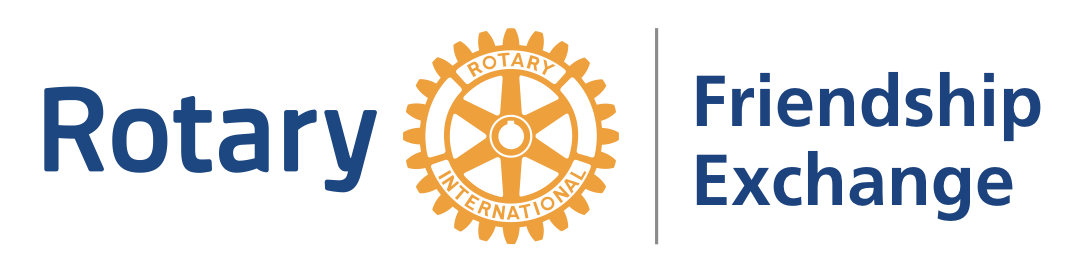 Rotary
ROTARY
INTERNATIONAL
Friendship
Exchange